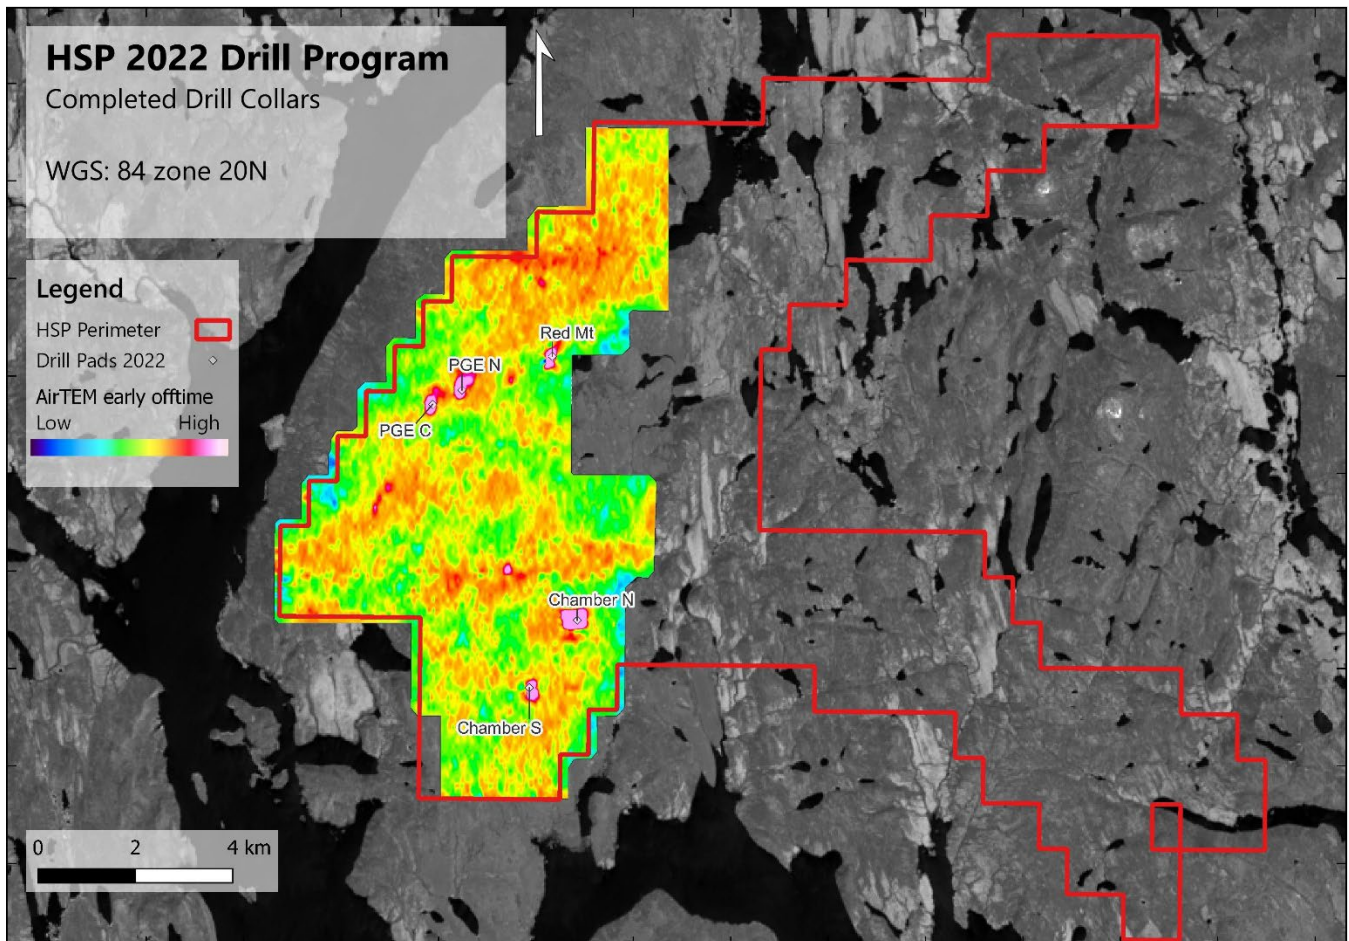 HSP 2022 Drill Program
Completed Drill Collars
WGS: 84 zone 20N
Legend
HSP Perimeter
Drill Pads 2022
AirTEM early offtime
Low High
Red Mt
PGE N
PGE C
Chamber N
Chamber S
0 2 4 km